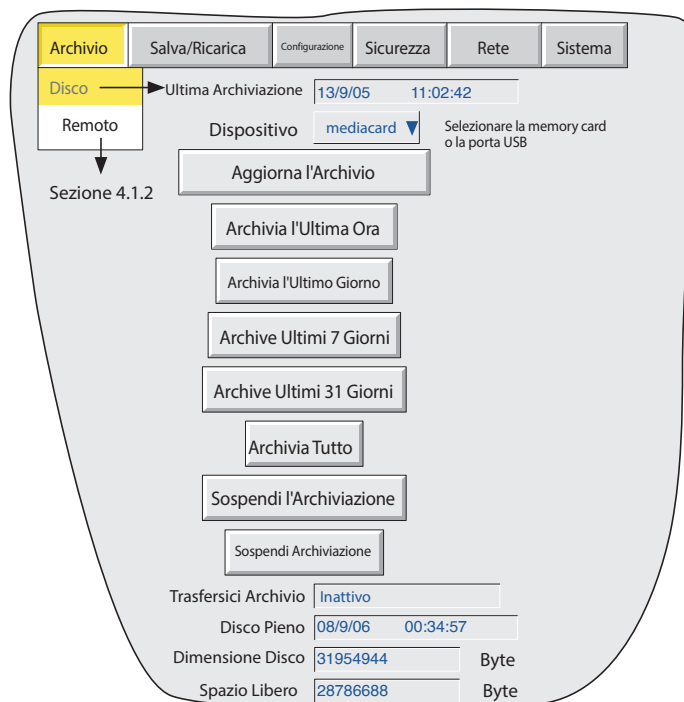 Archivio Salva/Ricarica Configurazione Sicurezza Rete Sistema
Disco Ultima Archiviazione 13/9/05 11:02:42
Remoto Dispositivo mediacard Selezionare la memory card
o la porta USB
Sezione 4.1.2
Aggiorna l'Archivio
Archivia l'Ultima Ora
Archivia l'Ultimo Giorno
Archive Ultimi 7 Giorni
Archive Ultimi 31 Giorni
Archivia Tutto
Sospendi l'Archiviazione
Sospendi Archiviazione
Trasfersici Archivio Inattivo
Disco Pieno 08/9/06 00:34:57
Dimensione Disco 31954944 Byte
Spazio Libero 28786688 Byte